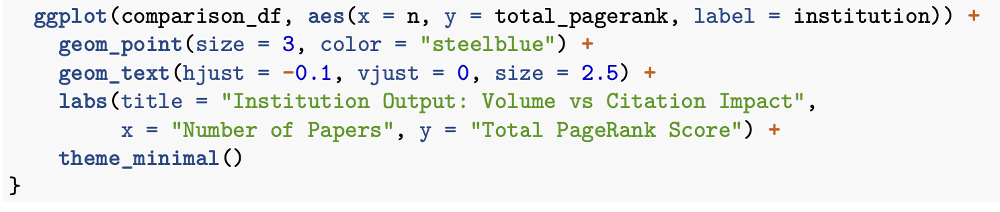 ggplot(comparison_df, aes(x = n, y = total_pagerank, label = institution)) +
geom_point(size = 3, color = "steelblue") +
geom_text(hjust = -0.1, vjust = 0, size = 2.5) +
labs(title = "Institution Output: Volume vs Citation Impact",
x = "Number of Papers", y = "Total PageRank Score") +
theme_minimal()
}